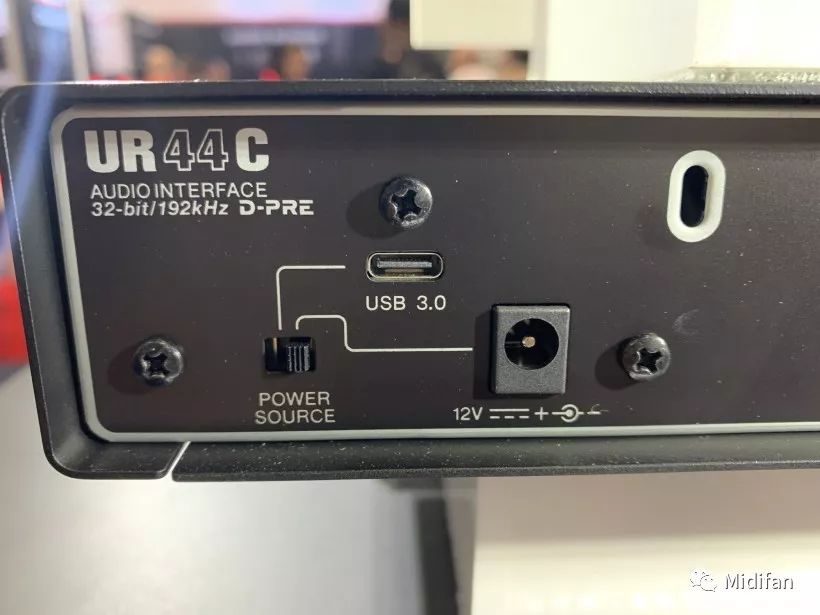 UR44C
AUDIO INTERFACE
32-bit/192kHz D-PRE
USB 3.0
POWER
SOURCE
12V
Midifan